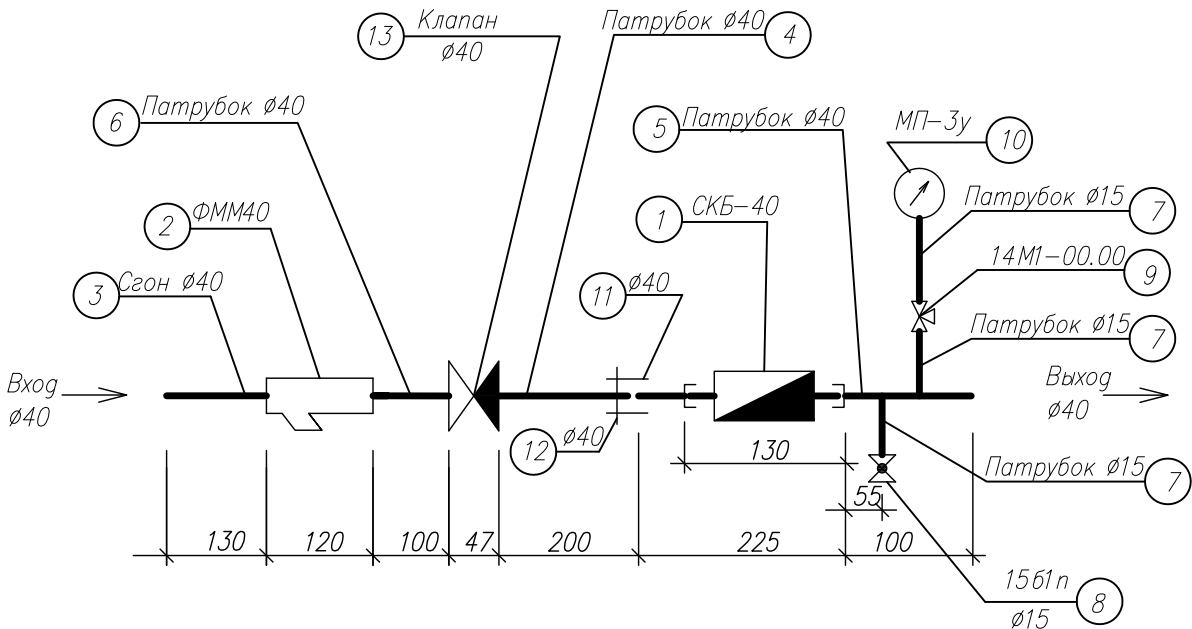 13 Клапан
ø40
Патрубок ø40 4
6 Патрубок ø40
5 Патрубок ø40
МП-3у 10
2 ФММ40
1 СКБ-40
Патрубок ø15 7
14М1-00.00 9
3 Сгон ø40
11 ø40
Патрубок ø15 7
Вход
ø40
Выход
ø40
12 ø40
130
Патрубок ø15 7
55
130 120 100 47 200 225 100
15б1п
ø15 8